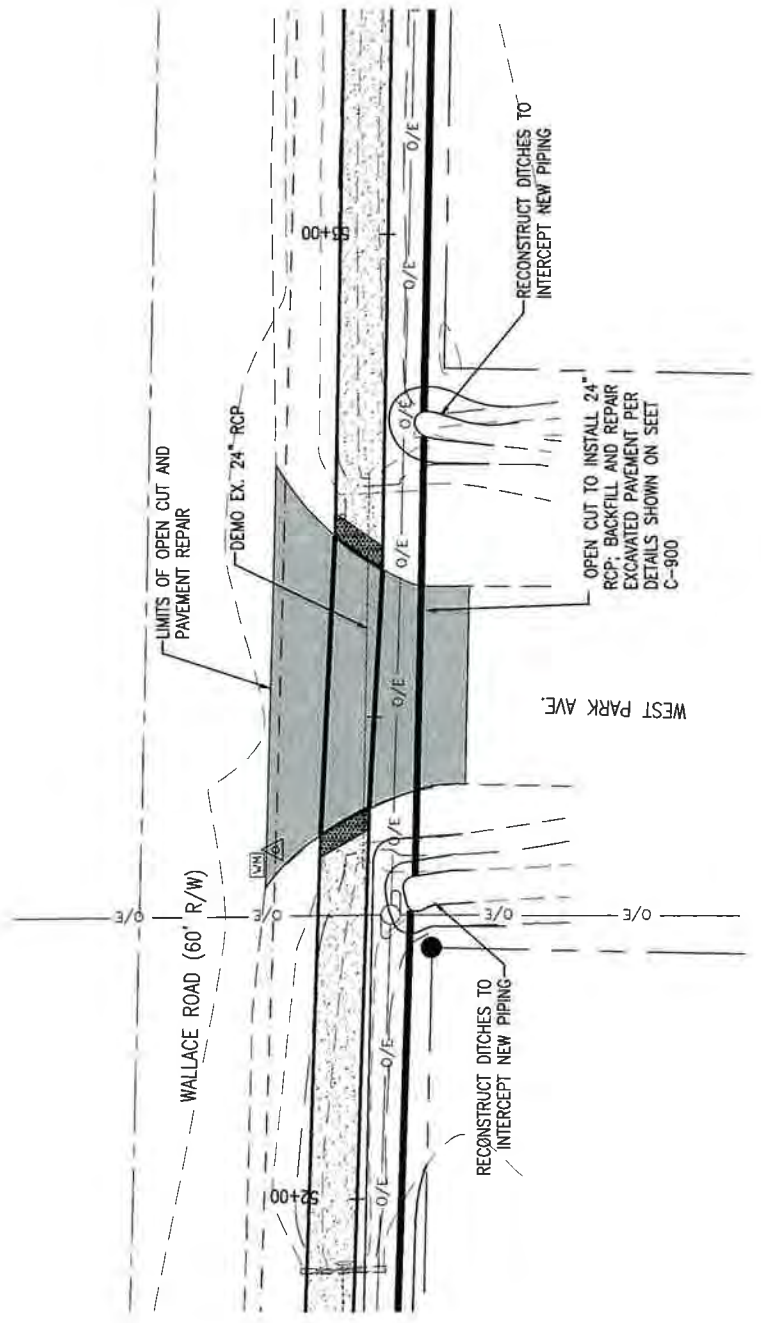 LIMITS OF OPEN CUT AND
PAVEMENT REPAIR
WALLACE ROAD (60' R/W)
DEMO EX. 24" RCP
WM
52+00
53+00
O/E
O/E
O/E
O/E
O/E
O/E
O/E
O/E
O/E
O/E
O/E
O/E
RECONSTRUCT DITCHES TO
INTERCEPT NEW PIPING
RECONSTRUCT DITCHES TO
INTERCEPT NEW PIPING
OPEN CUT TO INSTALL 24"
RCP; BACKFILL AND REPAIR
EXCAVATED PAVEMENT PER
DETAILS SHOWN ON SEET
C-900
WEST PARK AVE.